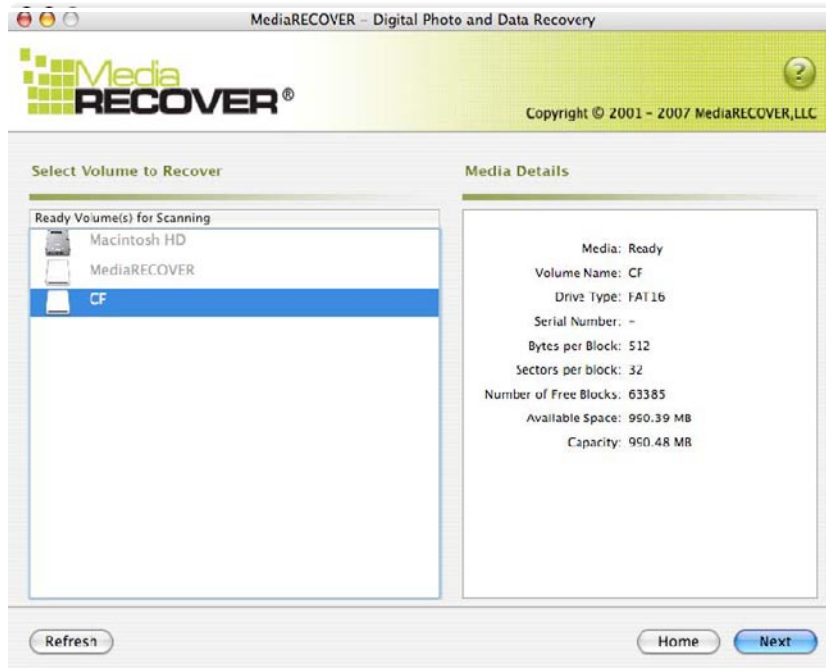 MediaRECOVER – Digital Photo and Data Recovery
Media
RECOVER®
?
Copyright © 2001 – 2007 MediaRECOVER,LLC
Select Volume to Recover
Ready Volume(s) for Scanning
Macintosh HD
MediaRECOVER
CF
Media Details
Media: Ready
Volume Name: CF
Drive Type: FAT16
Serial Number: –
Bytes per Block: 512
Sectors per block: 32
Number of Free Blocks: 63385
Available Space: 990.39 MB
Capacity: 990.48 MB
Refresh
Home
Next